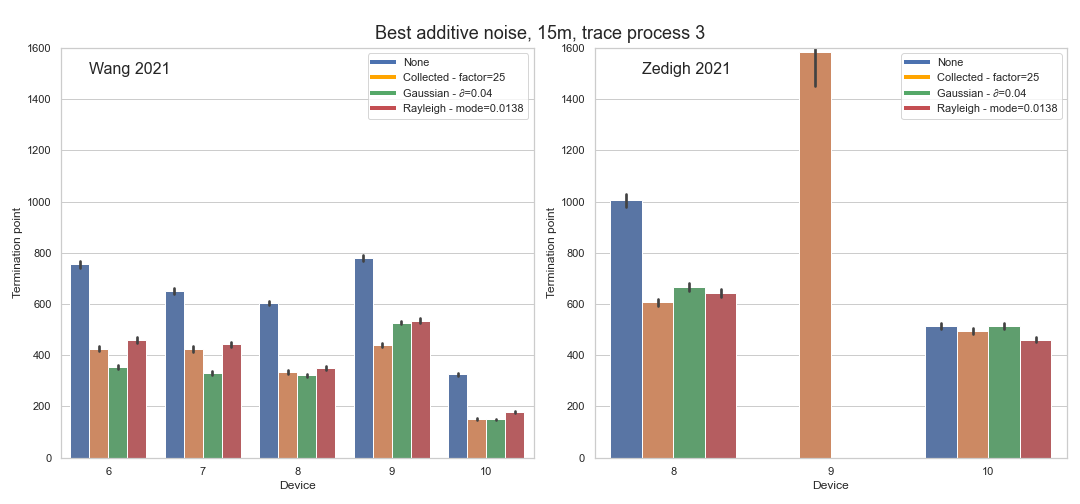 Best additive noise, 15m, trace process 3
Wang 2021
None
Collected - factor=25
Gaussian - ∂=0.04
Rayleigh - mode=0.0138
Termination point
1600
1400
1200
1000
800
600
400
200
0
6 7 8 9 10
Device
Zedigh 2021
None
Collected - factor=25
Gaussian - ∂=0.04
Rayleigh - mode=0.0138
Termination point
1600
1400
1200
1000
800
600
400
200
0
8 9 10
Device